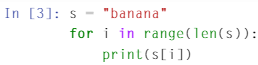 In [3]: s = "banana"
for i in range(len(s)):
print(s[i])